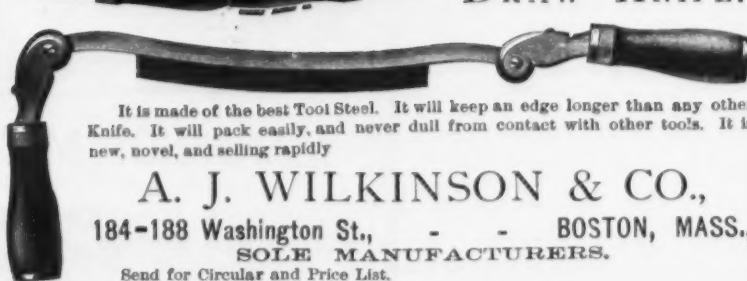 DRAW KNIFE.
It is made of the best Tool Steel. It will keep an edge longer than any othe
Knife. It will pack easily, and never dull from contact with other tools. It i
new, novel, and selling rapidly
A. J. WILKINSON & CO.,
184-188 Washington St., - - BOSTON, MASS.
SOLE MANUFACTURERS.
Send for Circular and Price List.